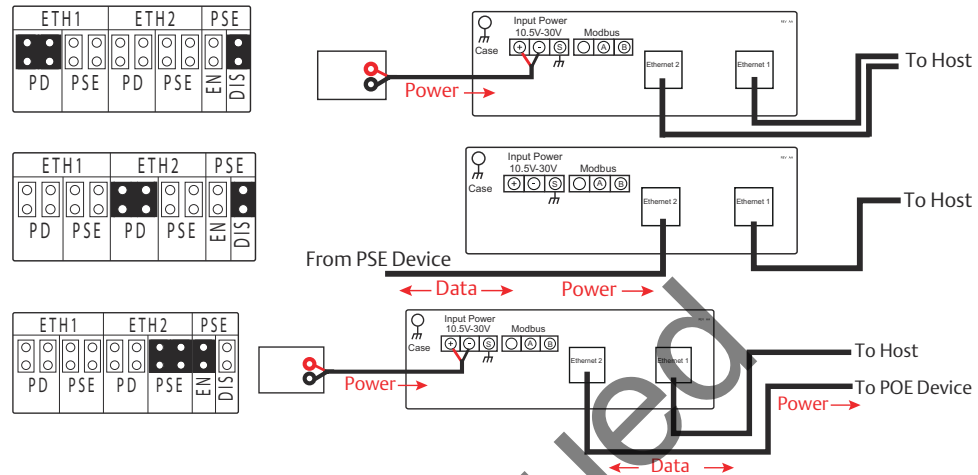 ETH1 ETH2 PSE
PD PSE PD PSE EN DIS
Input Power
10.5V-30V Modbus
+ - S A B
Case
Ethernet 2 Ethernet 1
To Host
Power
ETH1 ETH2 PSE
PD PSE PD PSE EN DIS
Input Power
10.5V-30V Modbus
+ - S A B
Case
Ethernet 2 Ethernet 1
To Host
From PSE Device
Data Power
ETH1 ETH2 PSE
PD PSE PD PSE EN DIS
Input Power
10.5V-30V Modbus
+ - S A B
Case
Ethernet 2 Ethernet 1
To Host
Power
To POE Device
Power
Data